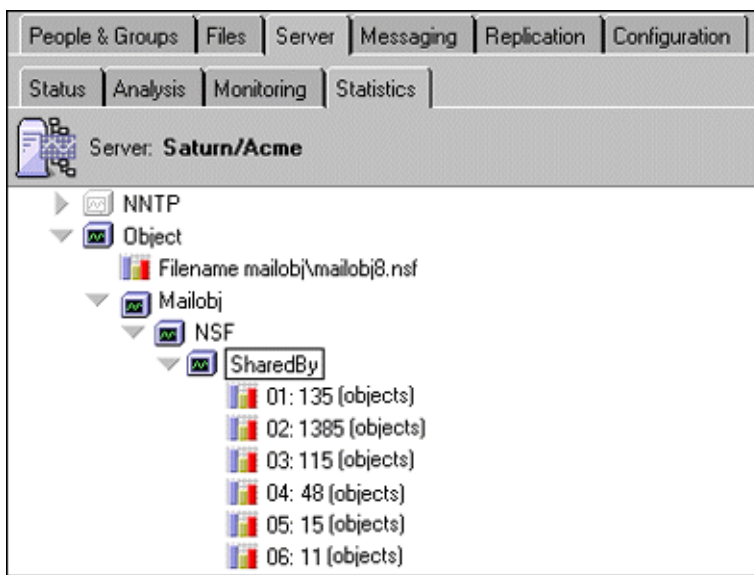 People & Groups Files Server Messaging Replication Configuration
Status Analysis Monitoring Statistics
Server: Saturn/Acme
NNTP
Object
Filename mailobj\mailobj8.nsf
Mailobj
NSF
SharedBy
01: 135 (objects)
02: 1385 (objects)
03: 115 (objects)
04: 48 (objects)
05: 15 (objects)
06: 11 (objects)